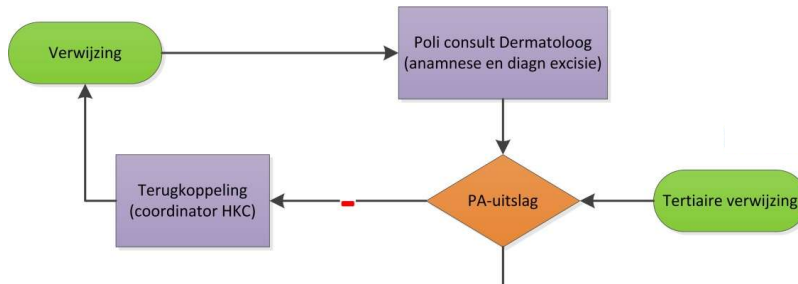 Verwijzing
Poli consult Dermatoloog
(anamnese en diagn excisie)
Terugkoppeling
(coordinator HKC)
PA-uitslag
Tertiaire verwijzing